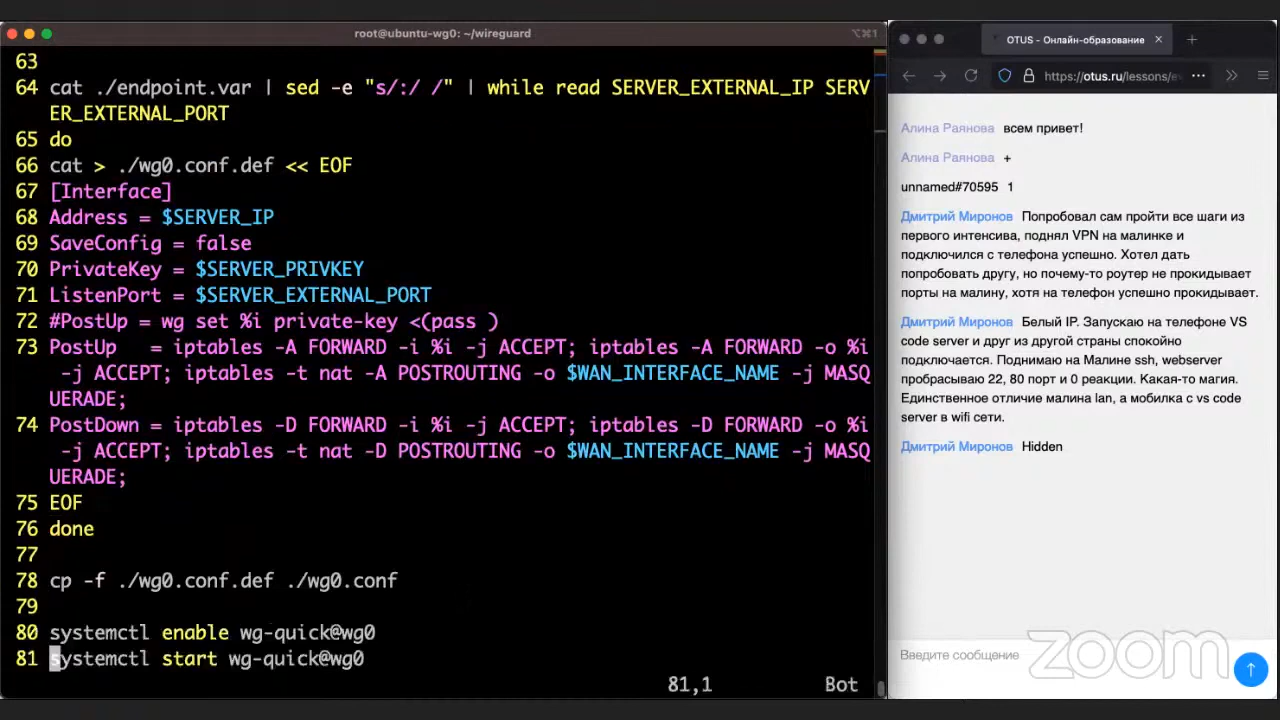 root@ubuntu-wg0: ~/wireguard
⌥⌘1
63
64 cat ./endpoint.var | sed -e "s/:/ /" | while read SERVER_EXTERNAL_IP SERV
ER_EXTERNAL_PORT
65 do
66 cat > ./wg0.conf.def << EOF
67 [Interface]
68 Address = $SERVER_IP
69 SaveConfig = false
70 PrivateKey = $SERVER_PRIVKEY
71 ListenPort = $SERVER_EXTERNAL_PORT
72 #PostUp = wg set %i private-key <(pass )
73 PostUp   = iptables -A FORWARD -i %i -j ACCEPT; iptables -A FORWARD -o %i
-j ACCEPT; iptables -t nat -A POSTROUTING -o $WAN_INTERFACE_NAME -j MASQ
UERADE;
74 PostDown = iptables -D FORWARD -i %i -j ACCEPT; iptables -D FORWARD -o %i
-j ACCEPT; iptables -t nat -D POSTROUTING -o $WAN_INTERFACE_NAME -j MASQ
UERADE;
75 EOF
76 done
77
78 cp -f ./wg0.conf.def ./wg0.conf
79
80 systemctl enable wg-quick@wg0
81 systemctl start wg-quick@wg0
81,1 Bot
OTUS - Онлайн-образование
https://otus.ru/lessons/ev
Алина Раянова всем привет!
Алина Раянова +
unnamed#70595 1
Дмитрий Миронов Попробовал сам пройти все шаги из
первого интенсива, поднял VPN на малинке и
подключился с телефона успешно. Хотел дать
попробовать другу, но почему-то роутер не прокидывает
порты на малину, хотя на телефон успешно прокидывает.
Дмитрий Миронов Белый IP. Запускаю на телефоне VS
code server и друг из другой страны спокойно
подключается. Поднимаю на Малине ssh, webserver
пробрасываю 22, 80 порт и 0 реакции. Какая-то магия.
Единственное отличие малина lan, а мобилка с vs code
server в wifi сети.
Дмитрий Миронов Hidden
Введите сообщение
zoom